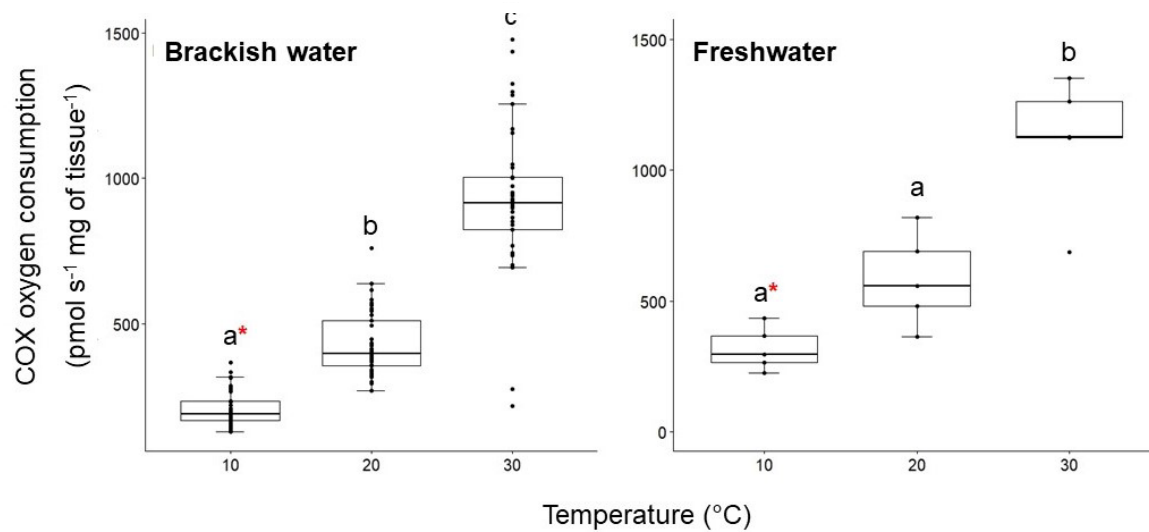 COX oxygen consumption
(pmol s⁻¹ mg of tissue⁻¹)
Brackish water
1500
1000
500
a*
b
c
10
20
30
Freshwater
1500
1000
500
0
a*
a
b
10
20
30
Temperature (°C)